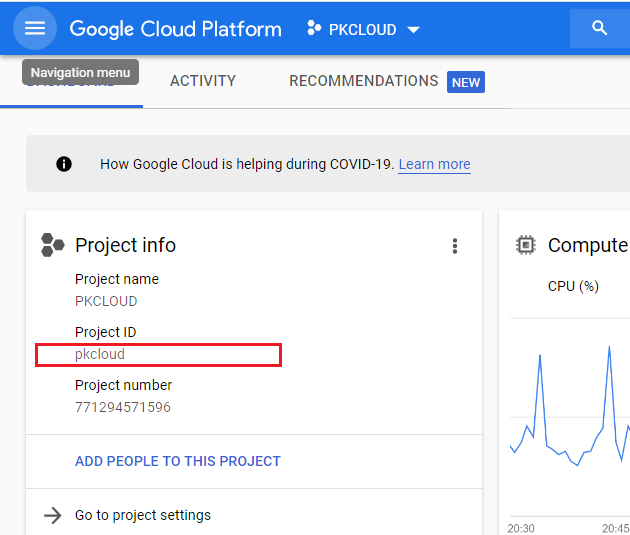 Google Cloud Platform
PKCLOUD
Navigation menu
ACTIVITY
RECOMMENDATIONS
NEW
How Google Cloud is helping during COVID-19. Learn more
Project info
Project name
PKCLOUD
Project ID
pkcloud
Project number
771294571596
ADD PEOPLE TO THIS PROJECT
Go to project settings
Compute
CPU (%)
20:30
20:45